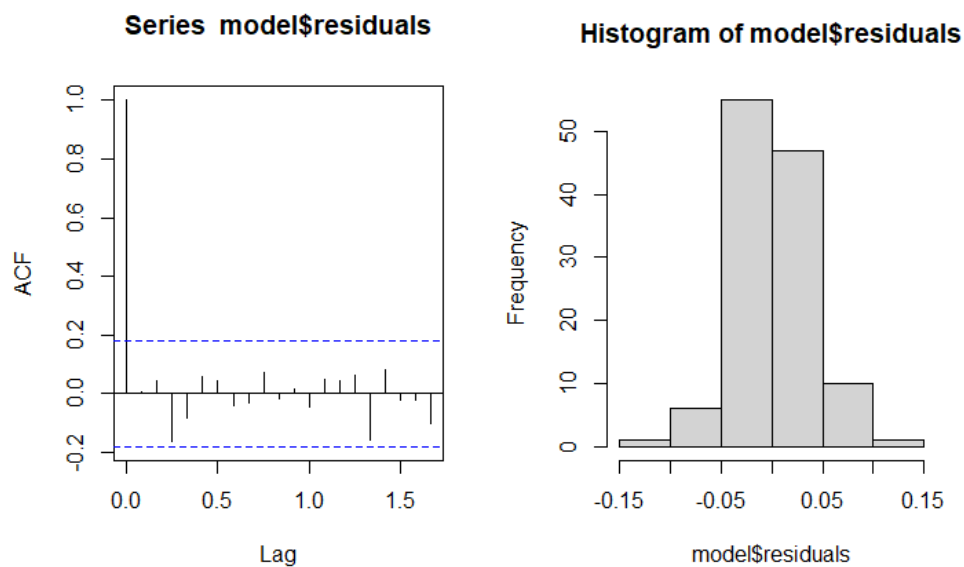 Series  model$residuals
ACF
1.0
0.8
0.6
0.4
0.2
0.0
-0.2
0.0 0.5 1.0 1.5
Lag
Histogram of model$residuals
Frequency
50
40
30
20
10
0
-0.15 -0.05 0.05 0.15
model$residuals